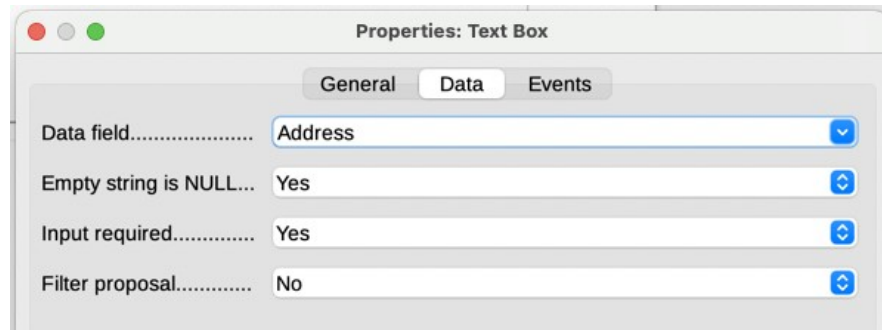 Properties: Text Box
General Data Events
Data field..................... Address
Empty string is NULL... Yes
Input required.............. Yes
Filter proposal............. No